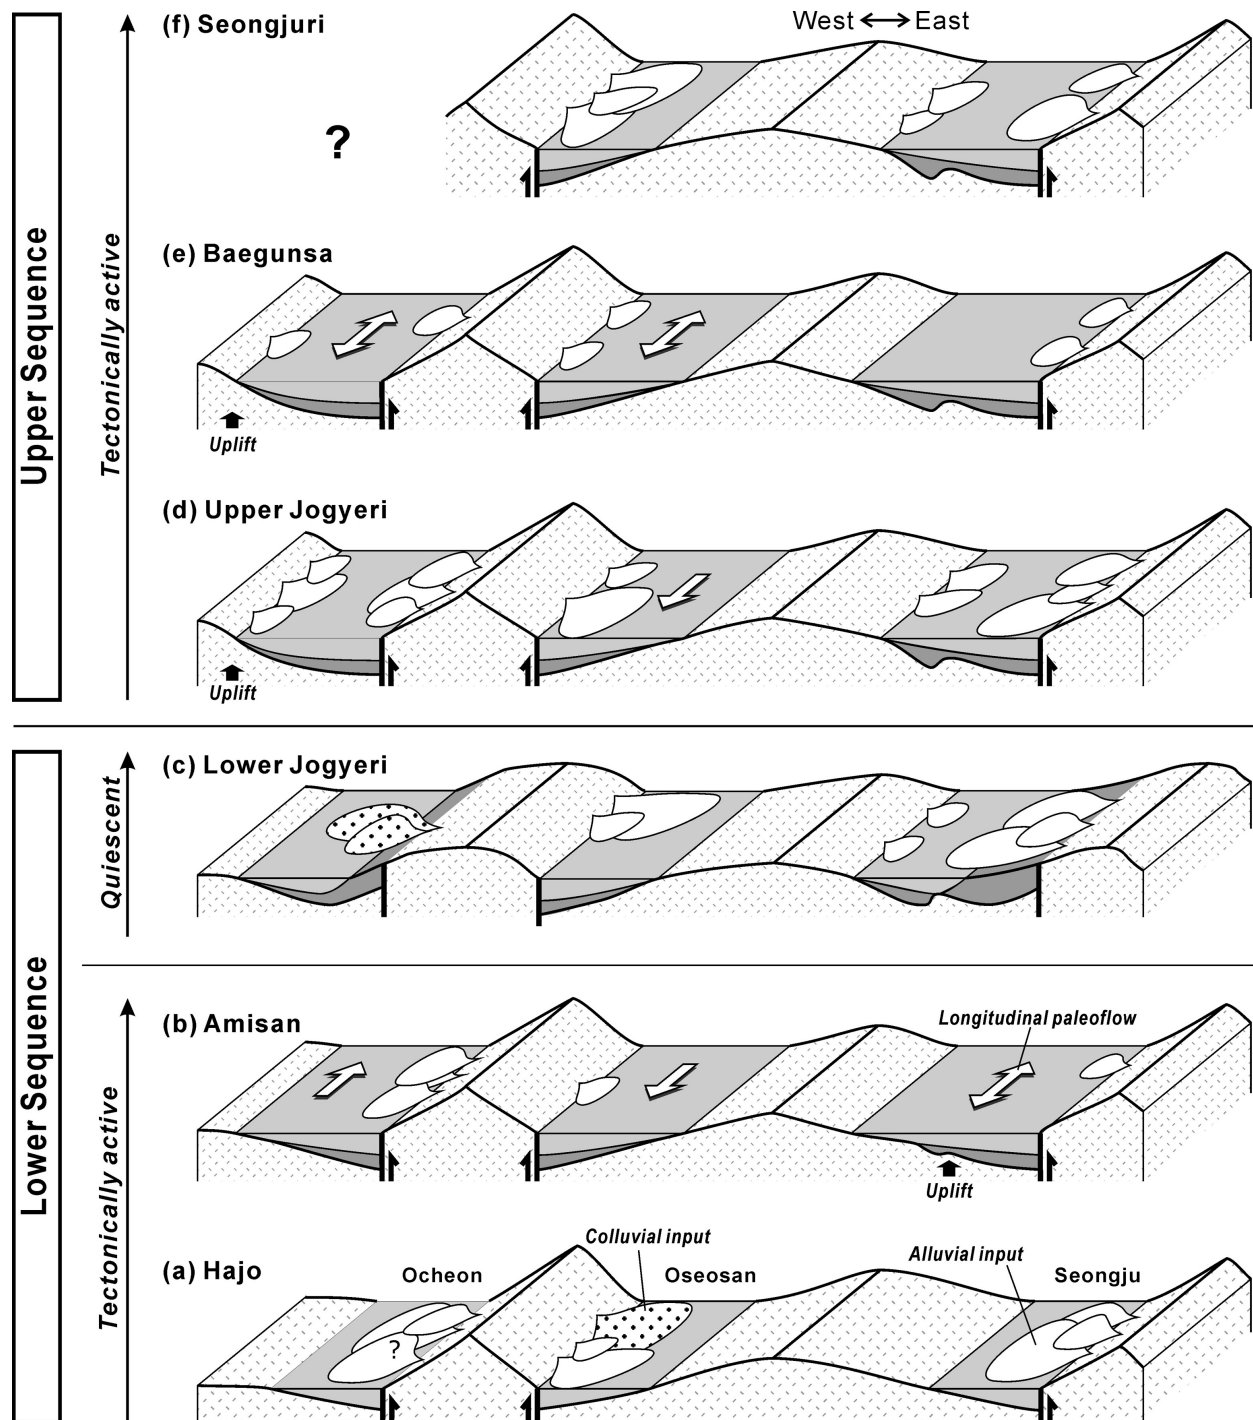 (f) Seongjuri
West East
?
Upper Sequence
Tectonically active
(e) Baegunsa
Uplift
(d) Upper Jogyeri
Uplift
Lower Sequence
Quiescent
(c) Lower Jogyeri
Tectonically active
(b) Amisan
Longitudinal paleoflow
Uplift
(a) Hajo
Colluvial input
Alluvial input
Ocheon
Oseosan
Seongju
?